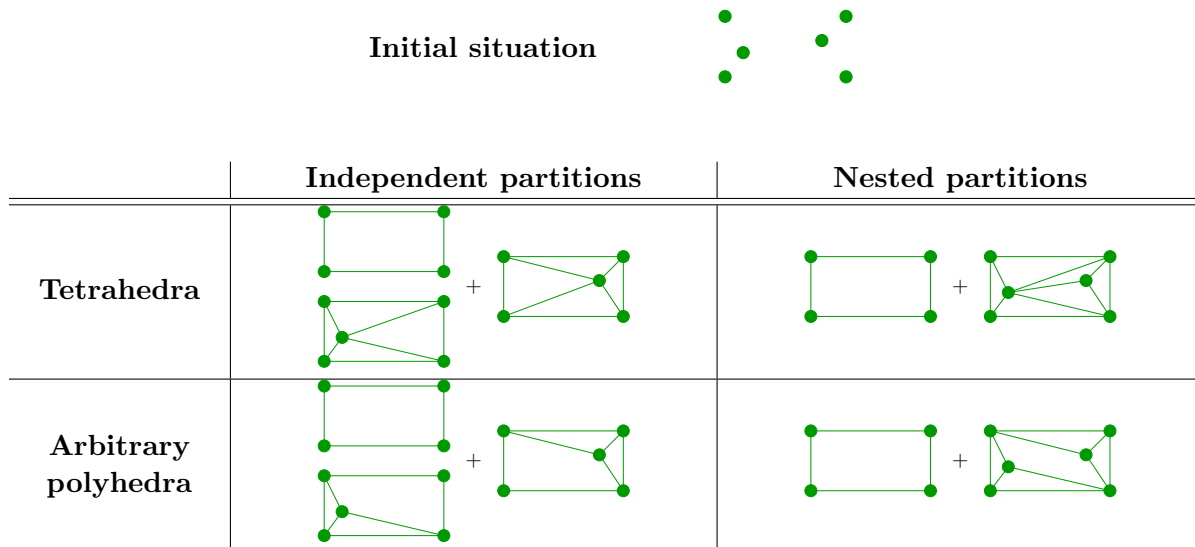 Initial situation
Independent partitions
Nested partitions
Tetrahedra
+
+
Arbitrary
polyhedra
+
+